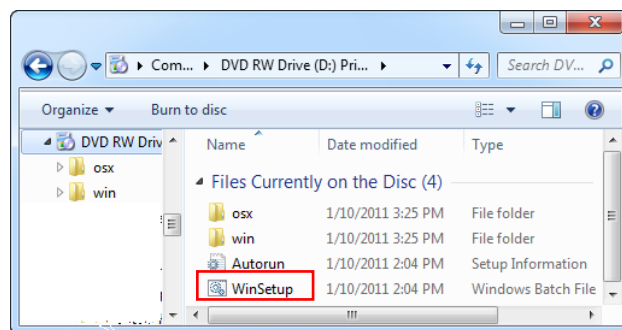 Com... DVD RW Drive (D:) Pri... Search DV...
Organize Burn to disc
DVD RW Driv
osx
win
Name Date modified Type
Files Currently on the Disc (4)
osx 1/10/2011 3:25 PM File folder
win 1/10/2011 3:25 PM File folder
Autorun 1/10/2011 2:04 PM Setup Information
WinSetup 1/10/2011 2:04 PM Windows Batch File